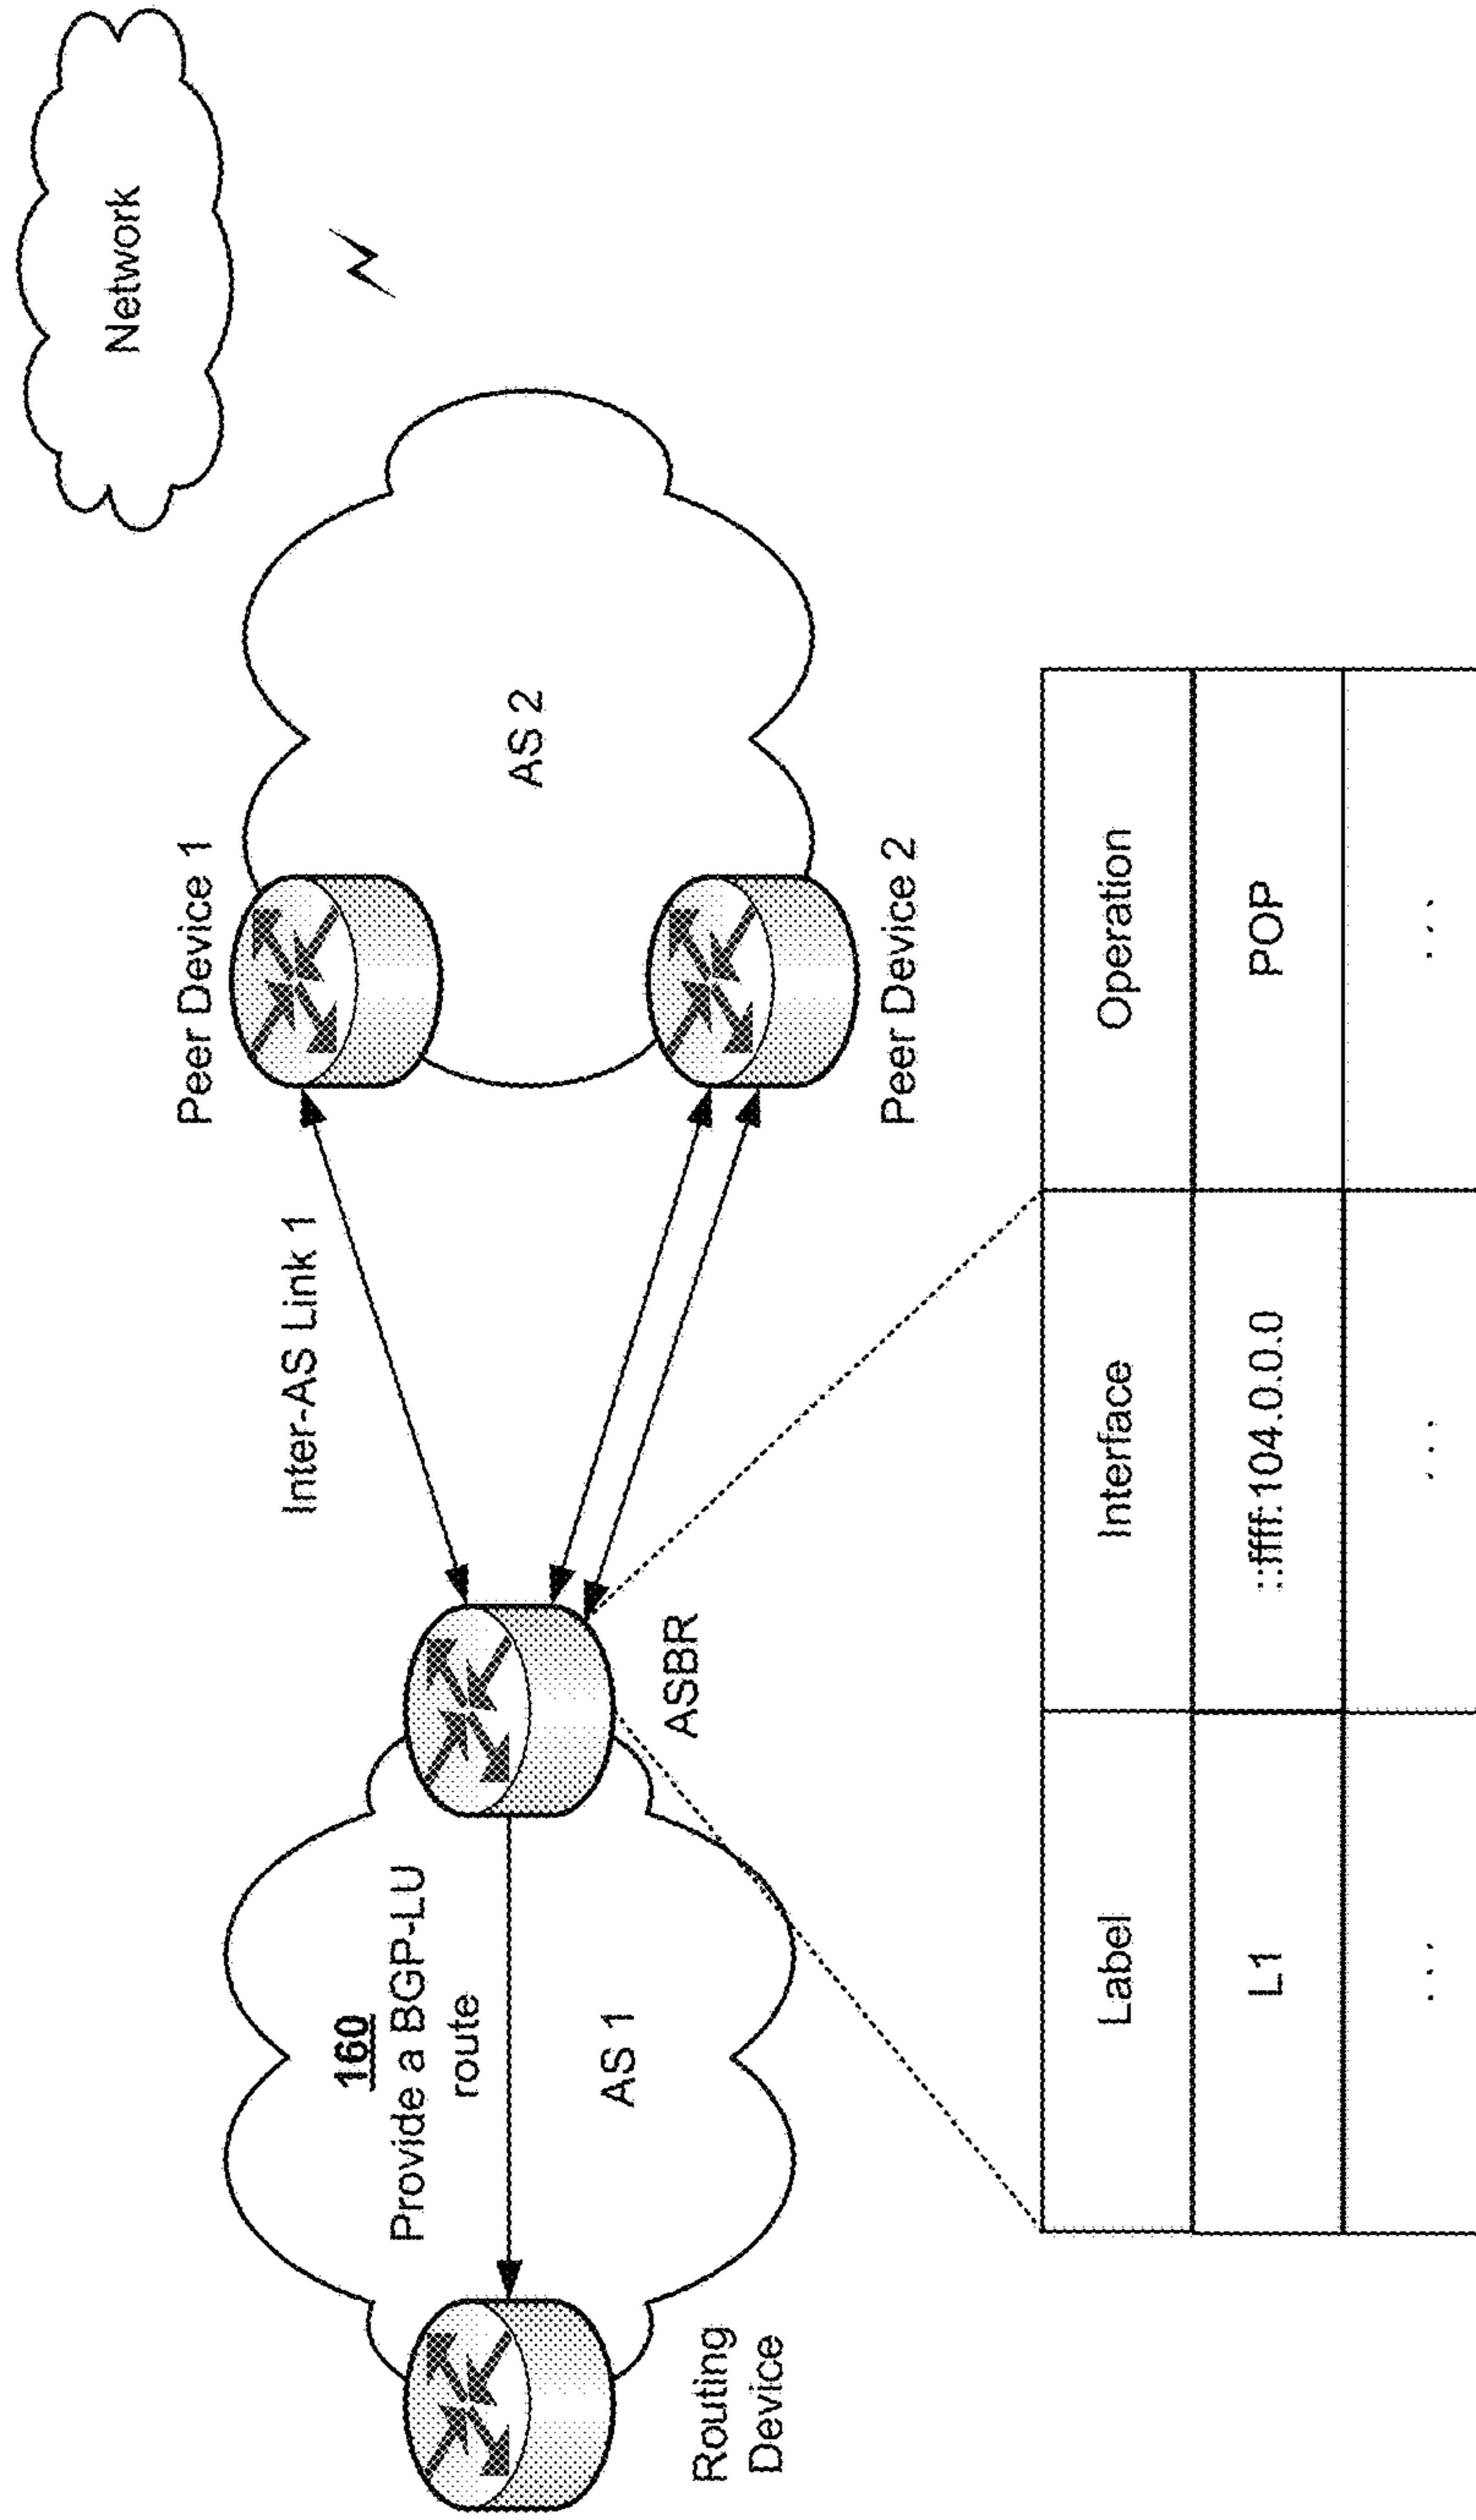 Network
Peer Device 1
Inter-AS Link 1
160
Provide a BGP-LU
route
AS 2
AS 1
ASBR
Routing
Device
Peer Device 2
Label
Interface
Operation
L1
::ffff:104.0.0.0
POP
. . .
. . .
. . .